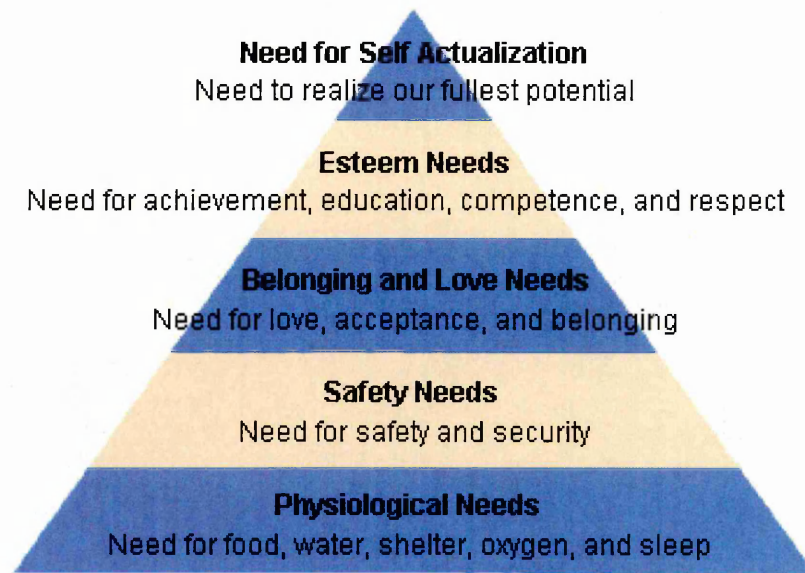 Need for Self Actualization
Need to realize our fullest potential
Esteem Needs
Need for achievement, education, competence, and respect
Belonging and Love Needs
Need for love, acceptance, and belonging
Safety Needs
Need for safety and security
Physiological Needs
Need for food, water, shelter, oxygen, and sleep